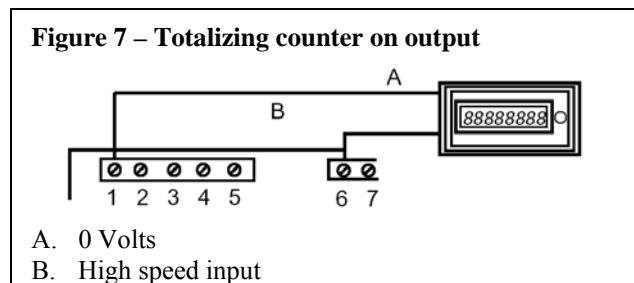 Figure 7 – Totalizing counter on output
A
B
88888888
1 2 3 4 5 6 7
A. 0 Volts
B. High speed input